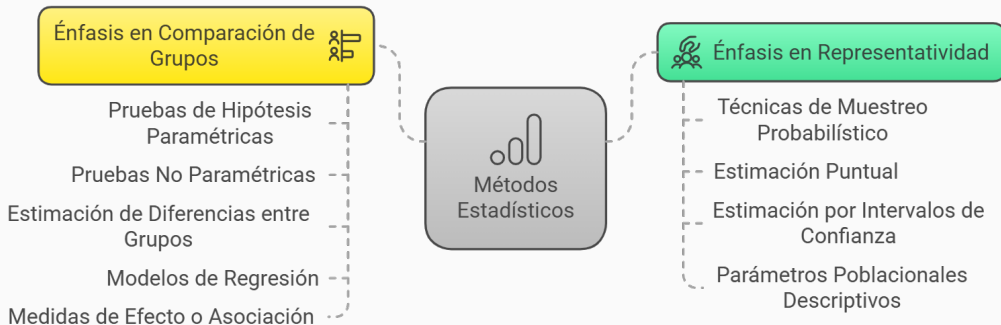 Énfasis en Comparación de
Grupos
Pruebas de Hipótesis
Paramétricas
Pruebas No Paramétricas
Estimación de Diferencias entre
Grupos
Modelos de Regresión
Medidas de Efecto o Asociación
Métodos
Estadísticos
Énfasis en Representatividad
Técnicas de Muestreo
Probabilístico
Estimación Puntual
Estimación por Intervalos de
Confianza
Parámetros Poblacionales
Descriptivos